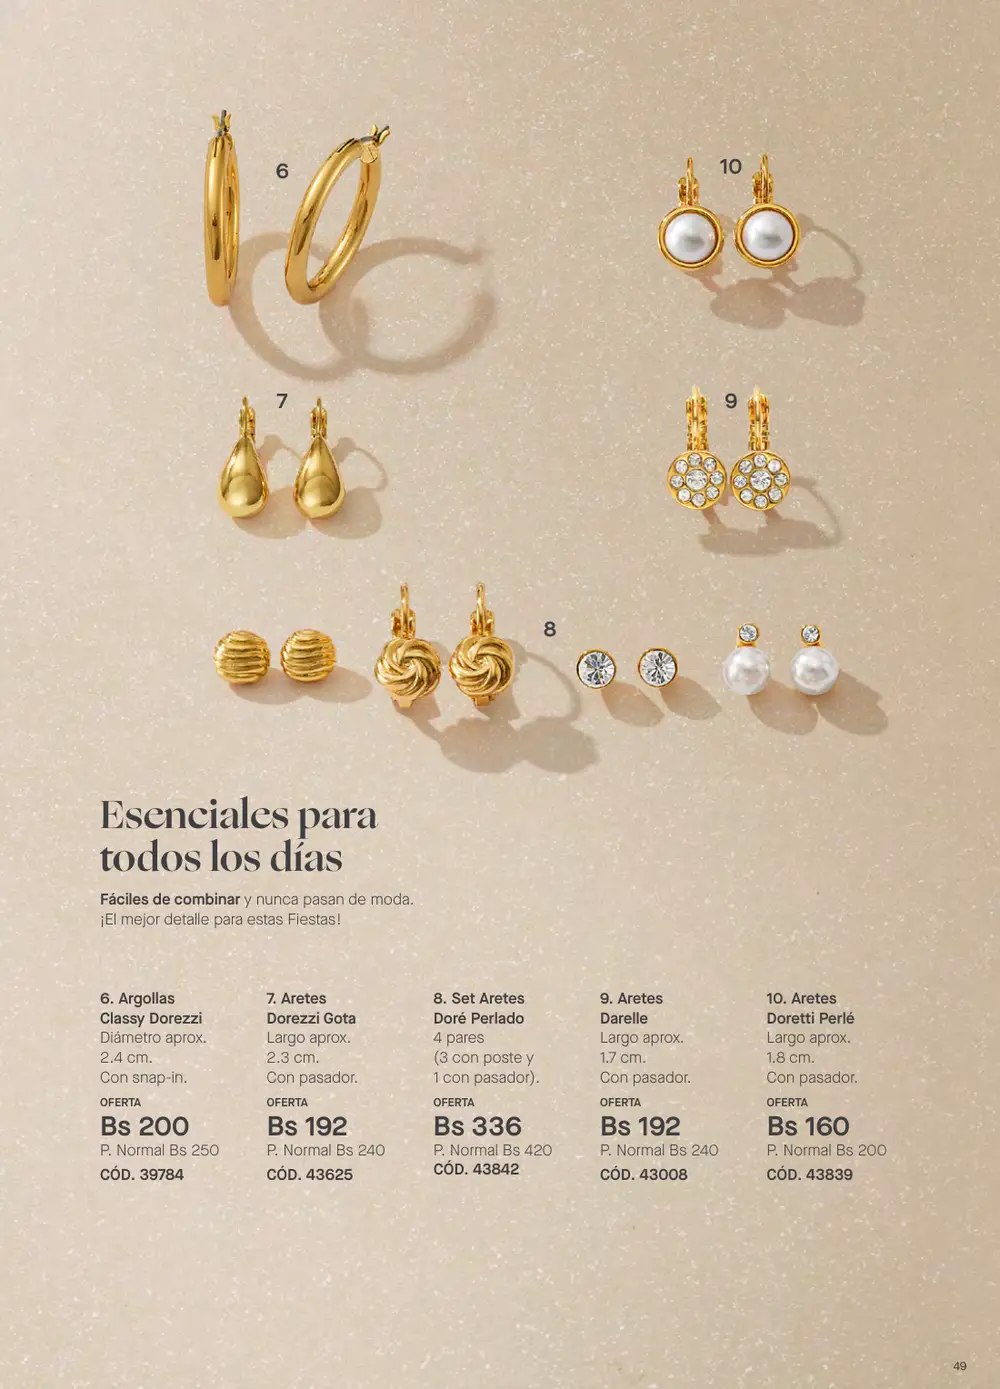 6
10
7
9
8
Esenciales para
todos los días
Fáciles de combinar y nunca pasan de moda.
¡El mejor detalle para estas Fiestas!
6. Argollas
Classy Dorezzi
Diámetro aprox.
2.4 cm.
Con snap-in.
OFERTA
Bs 200
P. Normal Bs 250
CÓD. 39784
7. Aretes
Dorezzi Gota
Largo aprox.
2.3 cm.
Con pasador.
OFERTA
Bs 192
P. Normal Bs 240
CÓD. 43625
8. Set Aretes
Doré Perlado
4 pares
(3 con poste y
1 con pasador).
OFERTA
Bs 336
P. Normal Bs 420
CÓD. 43842
9. Aretes
Darelle
Largo aprox.
1.7 cm.
Con pasador.
OFERTA
Bs 192
P. Normal Bs 240
CÓD. 43008
10. Aretes
Doretti Perlé
Largo aprox.
1.8 cm.
Con pasador.
OFERTA
Bs 160
P. Normal Bs 200
CÓD. 43839
49